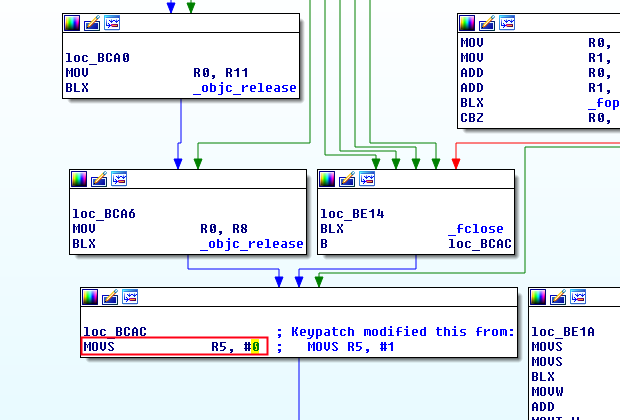 loc_BCA0
MOV R0, R11
BLX _objc_release
MOV R0,
MOV R1,
ADD R0,
ADD R1,
BLX _fop
CBZ R0,
loc_BCA6
MOV R0, R8
BLX _objc_release
loc_BE14
BLX _fclose
B loc_BCAC
loc_BCAC ; Keypatch modified this from:
MOVS R5, #0 ; MOVS R5, #1
loc_BE1A
MOVS
MOVS
BLX
MOVW
ADD